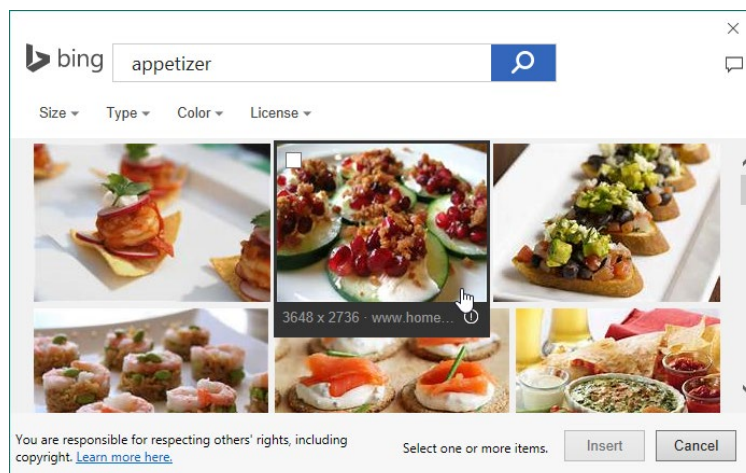 bing
appetizer
Size Type Color License
3648 x 2736 · www.home...
You are responsible for respecting others' rights, including
copyright. Learn more here.
Select one or more items.
Insert
Cancel